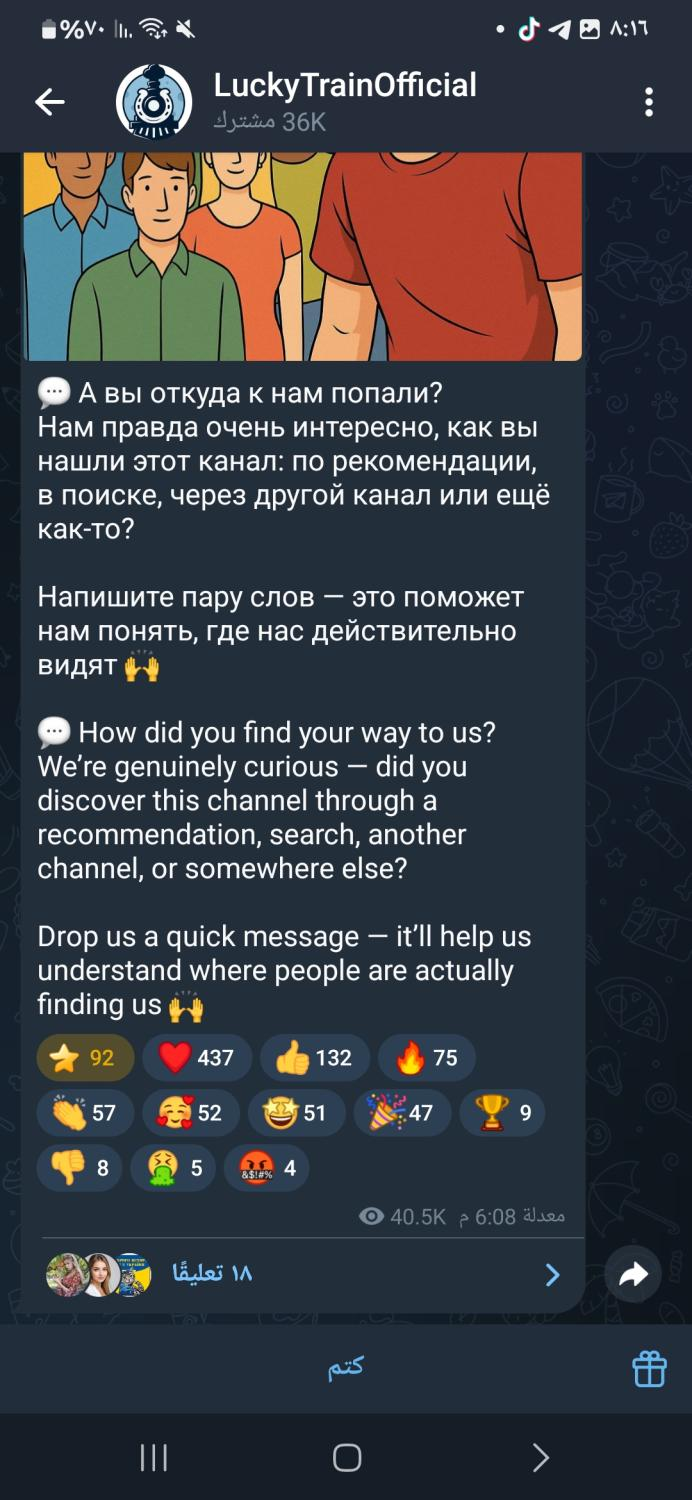 %٧٠ ٨:١٦
LuckyTrainOfficial
36K مشترك
💬 А вы откуда к нам попали?
Нам правда очень интересно, как вы
нашли этот канал: по рекомендации,
в поиске, через другой канал или ещё
как-то?
Напишите пару слов — это поможет
нам понять, где нас действительно
видят 🙌
💬 How did you find your way to us?
We’re genuinely curious — did you
discover this channel through a
recommendation, search, another
channel, or somewhere else?
Drop us a quick message — it’ll help us
understand where people are actually
finding us 🙌
⭐ 92 ❤️ 437 👍 132 🔥 75
👏 57 🥰 52 🤩 51 🎉 47 🏆 9
👎 8 🤮 5 🤬 4
40.5K معدلة 6:08 م
١٨ تعليقًا
كتم